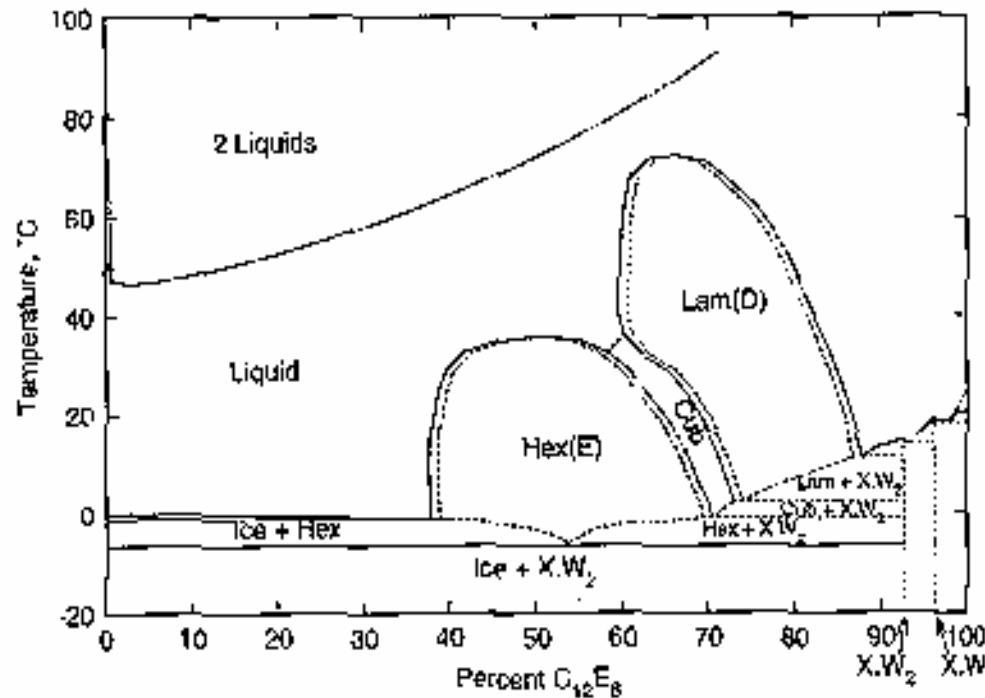 100
80
60
40
20
0
-20
Temperature, °C
2 Liquids
Liquid
Lam(D)
Cub
Hex(E)
Lam + X.W₂
Cub + X.W₂
Hex + X.W₂
Ice + Hex
Ice + X.W₂
0 10 20 30 40 50 60 70 80 90 100
X.W₂ X.W
Percent C₁₂E₆